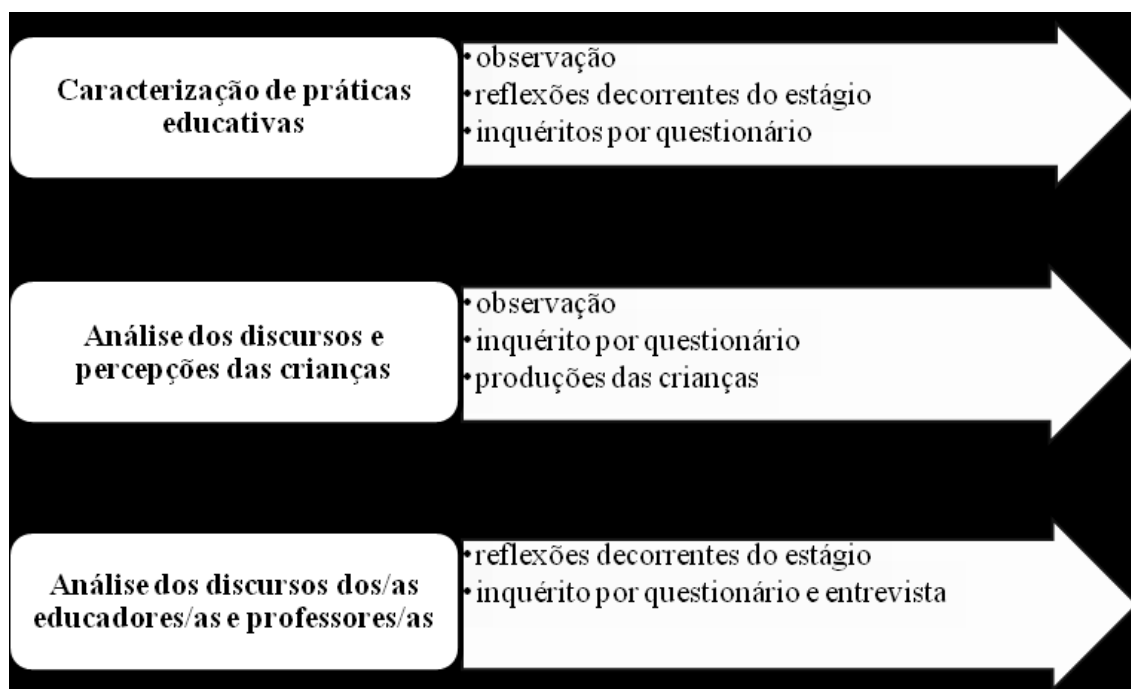 Caracterização de práticas
educativas
•observação
•reflexões decorrentes do estágio
•inquéritos por questionário
Análise dos discursos e
percepções das crianças
•observação
•inquérito por questionário
•produções das crianças
Análise dos discursos dos/as
educadores/as e professores/as
•reflexões decorrentes do estágio
•inquérito por questionário e entrevista